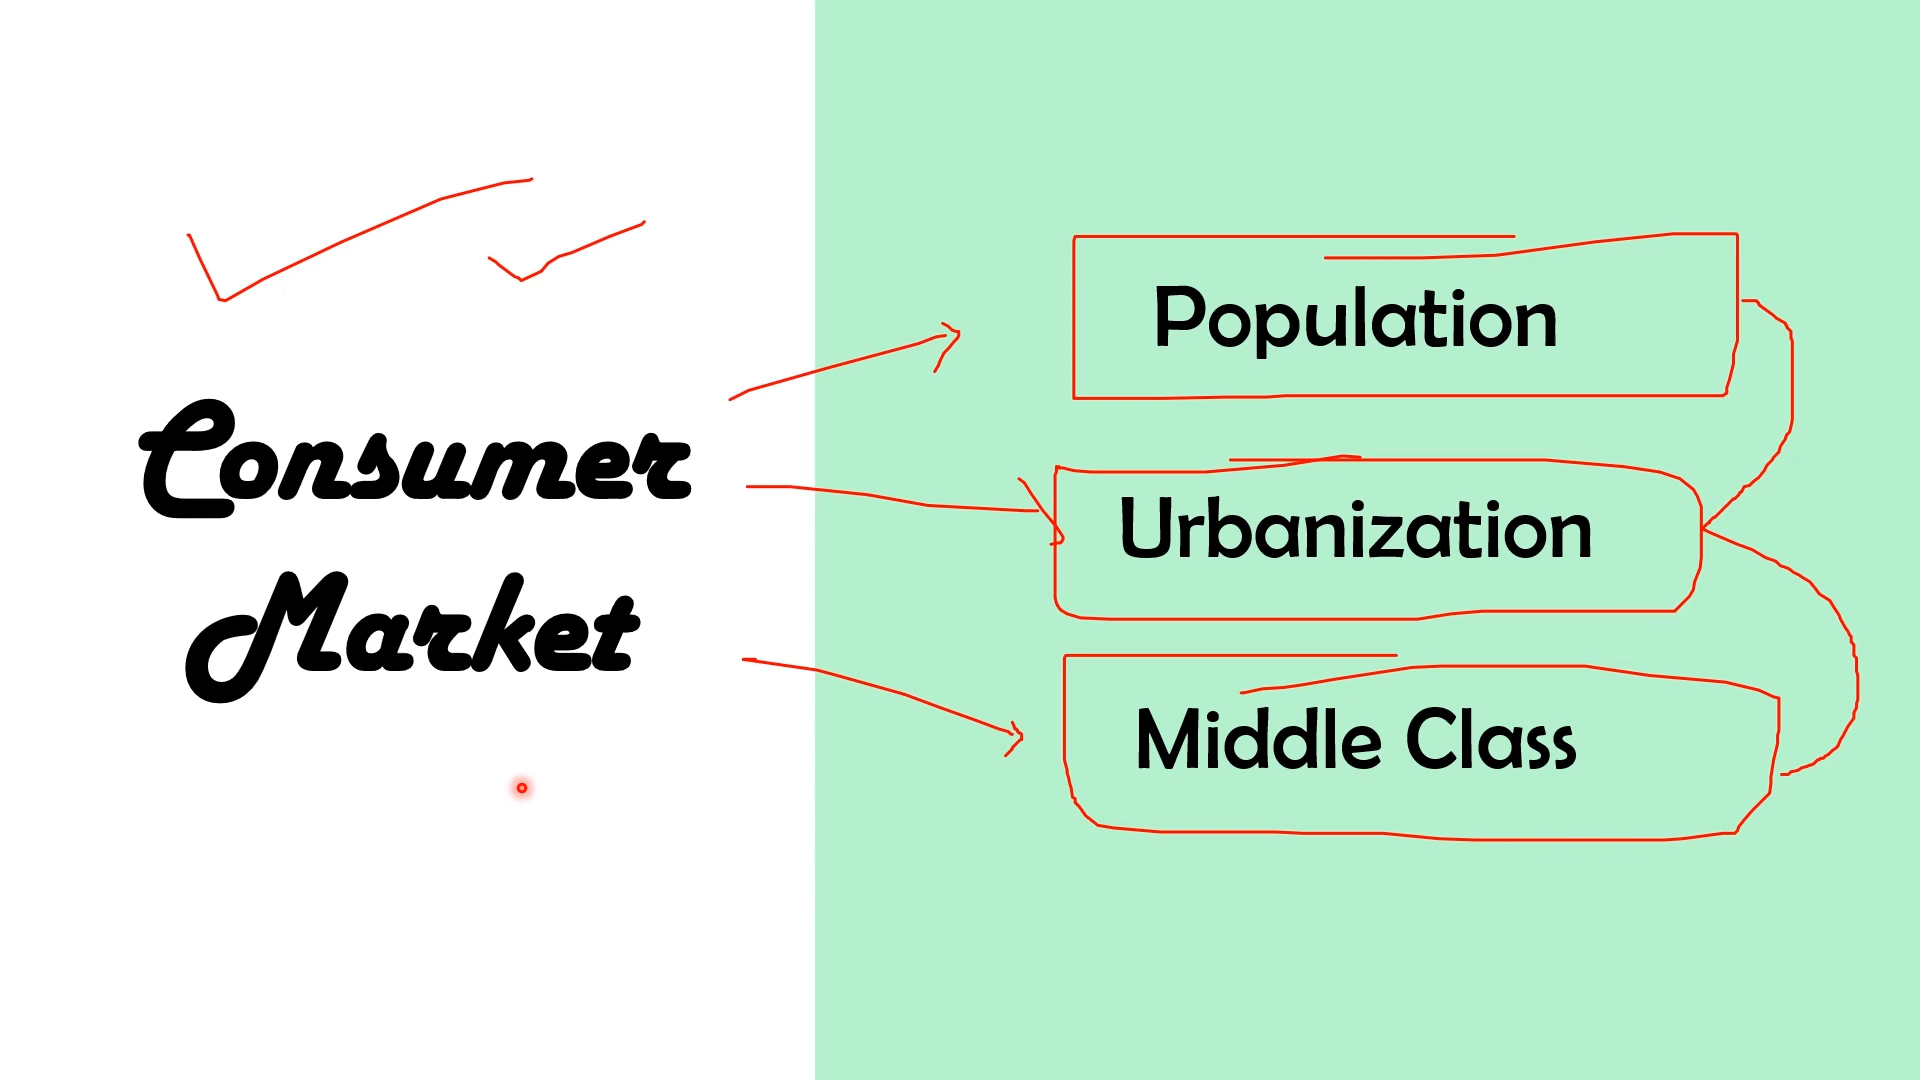 Consumer
Market
Population
Urbanization
Middle Class